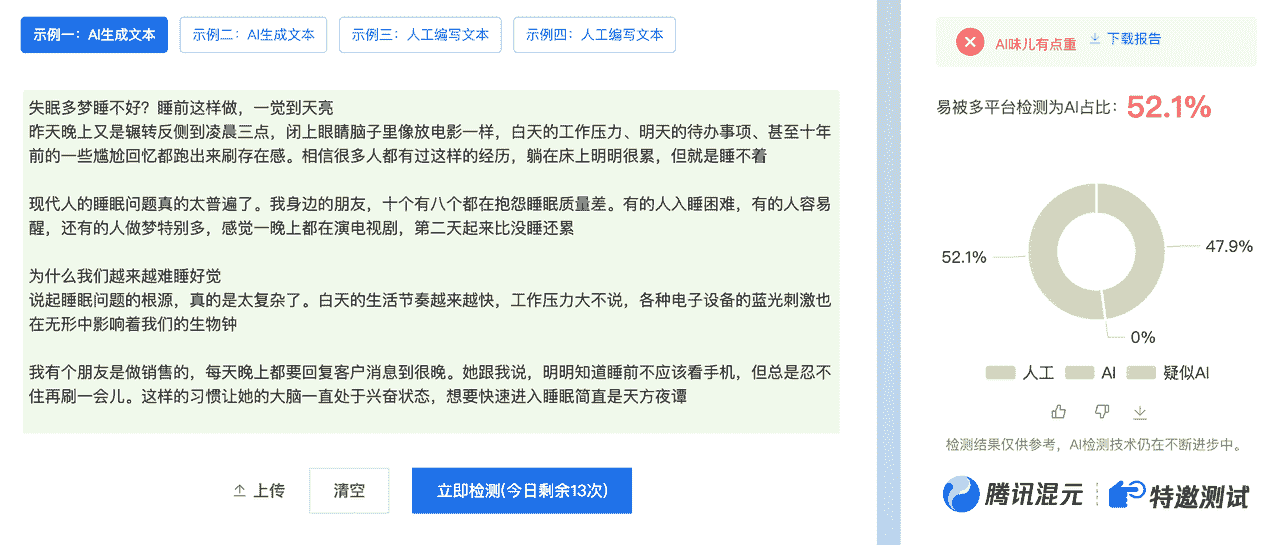 示例一：AI生成文本
示例二：AI生成文本
示例三：人工编写文本
示例四：人工编写文本
失眠多梦睡不好？睡前这样做，一觉到天亮
昨天晚上又是辗转反侧到凌晨三点，闭上眼睛脑子里像放电影一样，白天的工作压力、明天的待办事项、甚至十年
前的一些尴尬回忆都跑出来刷存在感。相信很多人都有过这样的经历，躺在床上明明很累，但就是睡不着
现代人的睡眠问题真的太普遍了。我身边的朋友，十个有八个都在抱怨睡眠质量差。有的人入睡困难，有的人容易
醒，还有的人做梦特别多，感觉一晚上都在演电视剧，第二天起来比没睡还累
为什么我们越来越难睡好觉
说起睡眠问题的根源，真的是太复杂了。白天的生活节奏越来越快，工作压力大不说，各种电子设备的蓝光刺激也
在无形中影响着我们的生物钟
我有个朋友是做销售的，每天晚上都要回复客户消息到很晚。她跟我说，明明知道睡前不应该看手机，但总是忍不
住再刷一会儿。这样的习惯让她的大脑一直处于兴奋状态，想要快速进入睡眠简直是天方夜谭
上传
清空
立即检测(今日剩余13次)
AI味儿有点重
下载报告
易被多平台检测为AI占比：52.1%
52.1%
47.9%
0%
人工
AI
疑似AI
检测结果仅供参考，AI检测技术仍在不断进步中。
腾讯混元
特邀测试